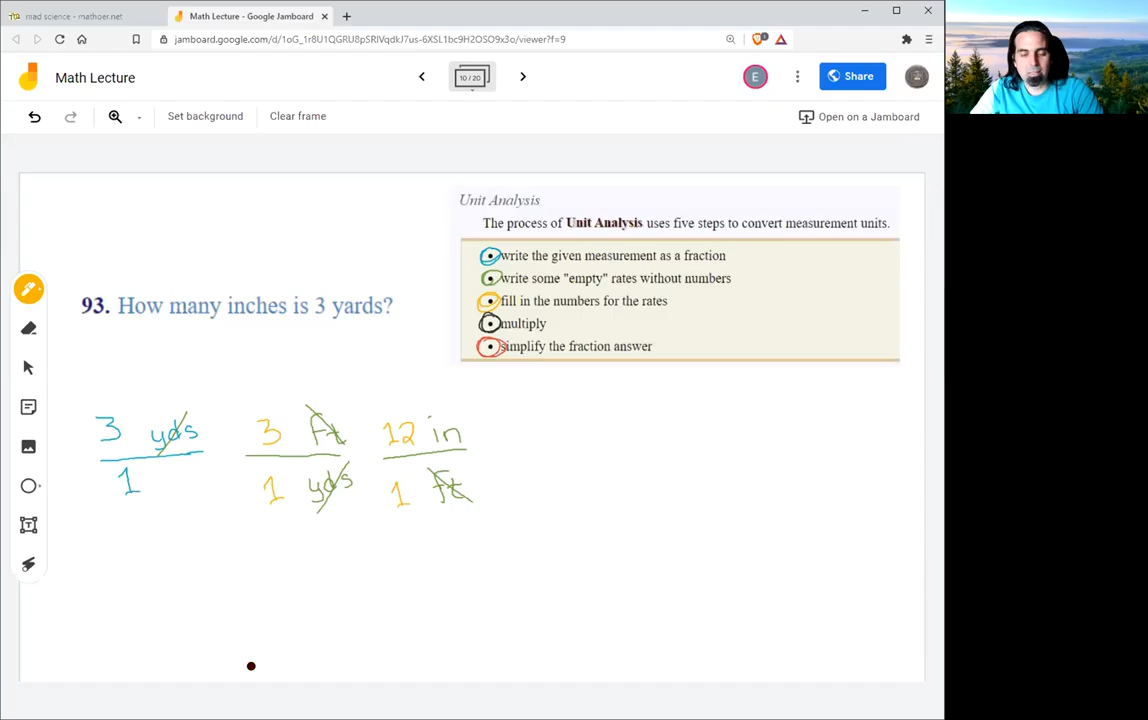 mad science - mathoer.net
Math Lecture - Google Jamboard
jamboard.google.com/d/1oG_1r8U1QGRU8pSRIVqdkJ7us-6XSL1bc9H2OSO9x3o/viewer?f=9
Math Lecture
10 / 20
E
Share
Set background
Clear frame
Open on a Jamboard
Unit Analysis
The process of Unit Analysis uses five steps to convert measurement units.
write the given measurement as a fraction
write some "empty" rates without numbers
fill in the numbers for the rates
multiply
simplify the fraction answer
93. How many inches is 3 yards?
3 yds 3 ft 12 in
1 1 yds 1 ft